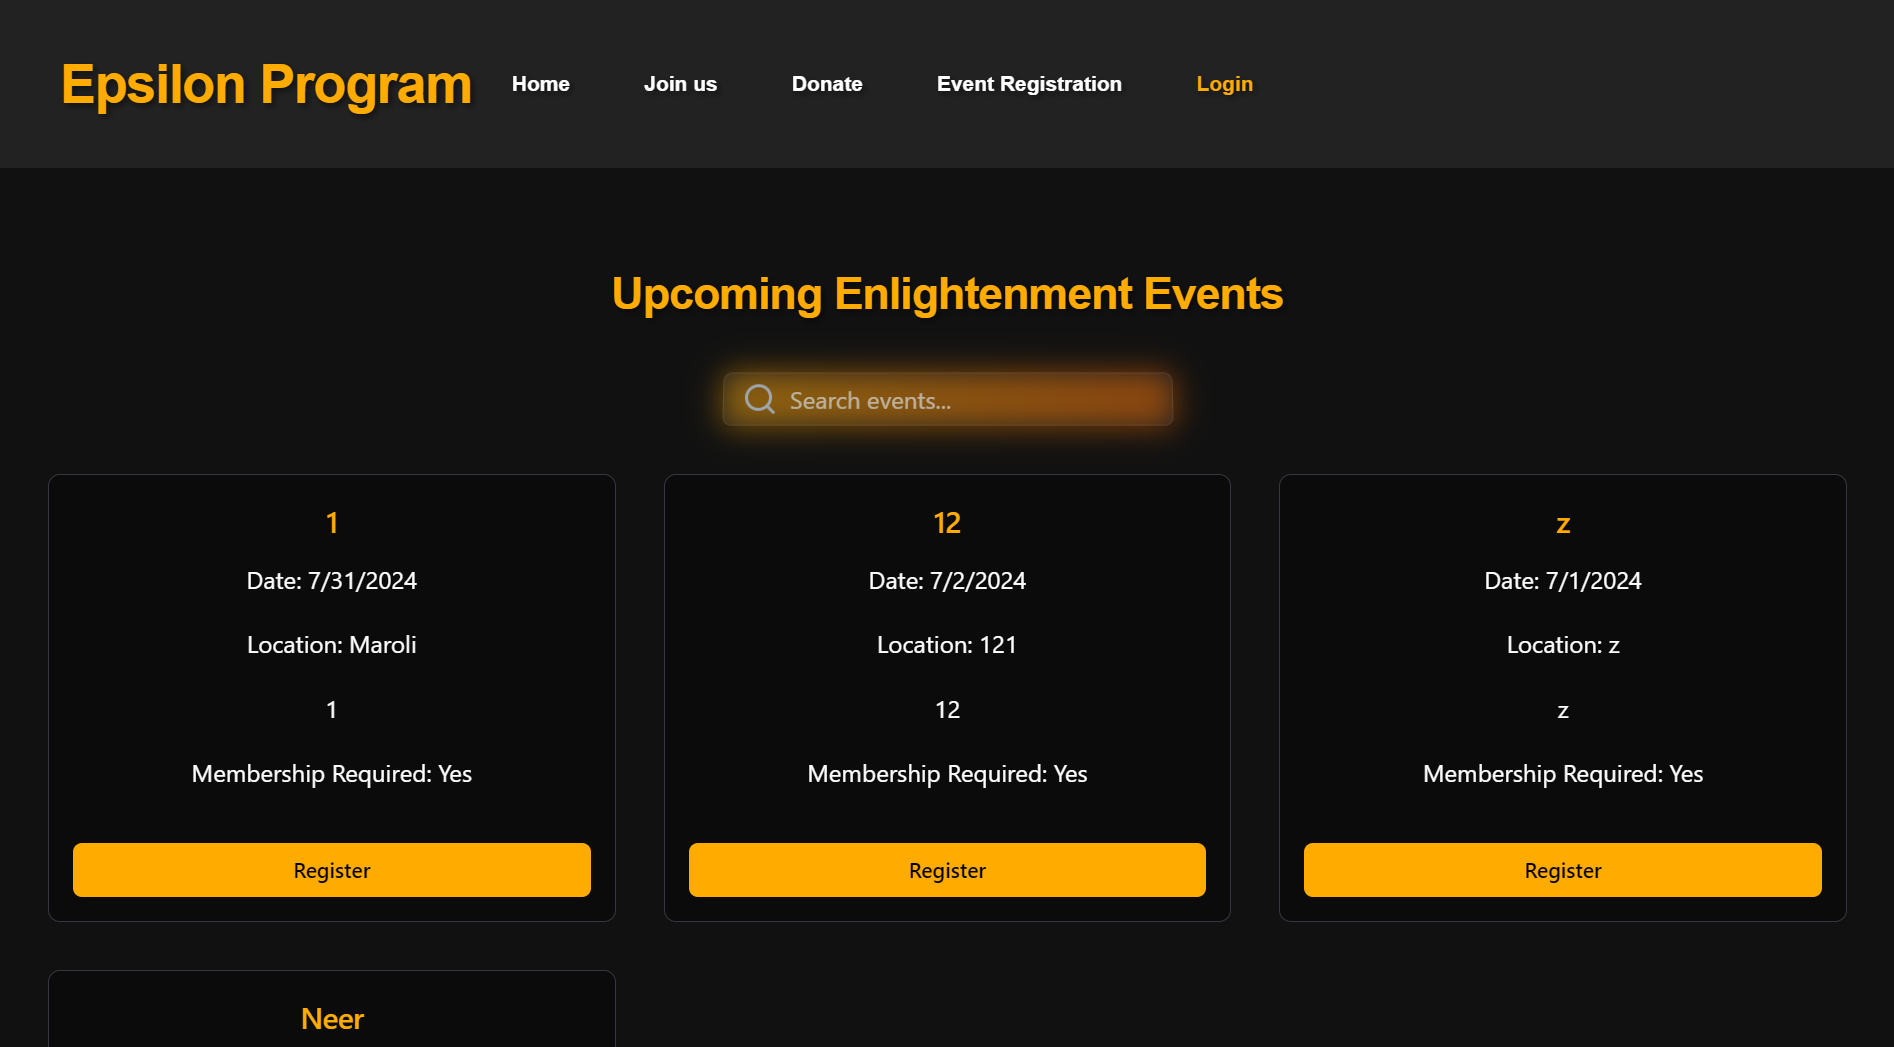 Epsilon Program
Home
Join us
Donate
Event Registration
Login
Upcoming Enlightenment Events
Search events...
1
Date: 7/31/2024
Location: Maroli
1
Membership Required: Yes
Register
12
Date: 7/2/2024
Location: 121
12
Membership Required: Yes
Register
z
Date: 7/1/2024
Location: z
z
Membership Required: Yes
Register
Neer